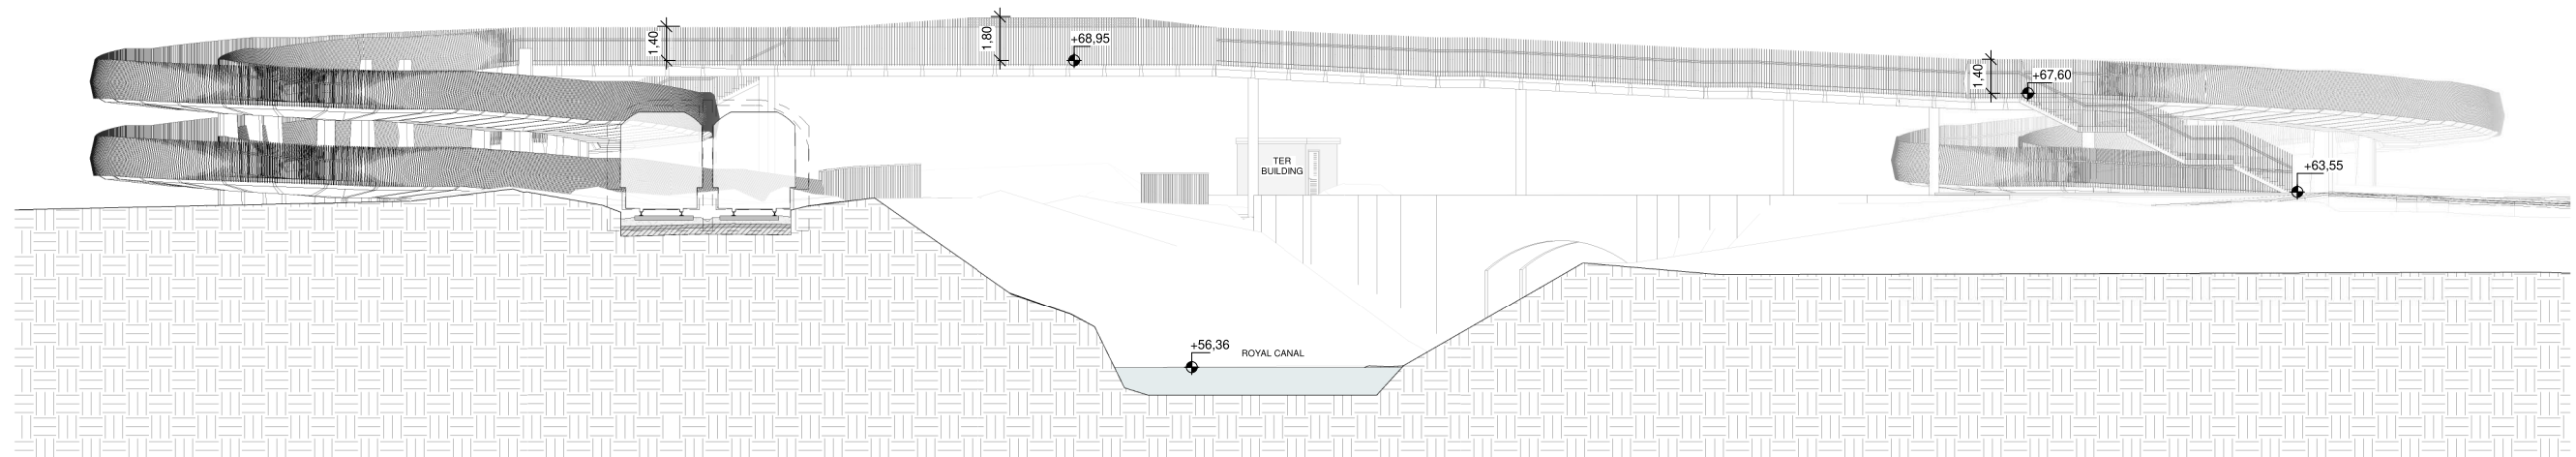 1,40
1,80
+68,95
1,40
+67,60
TER
BUILDING
+63,55
+56,36
ROYAL CANAL